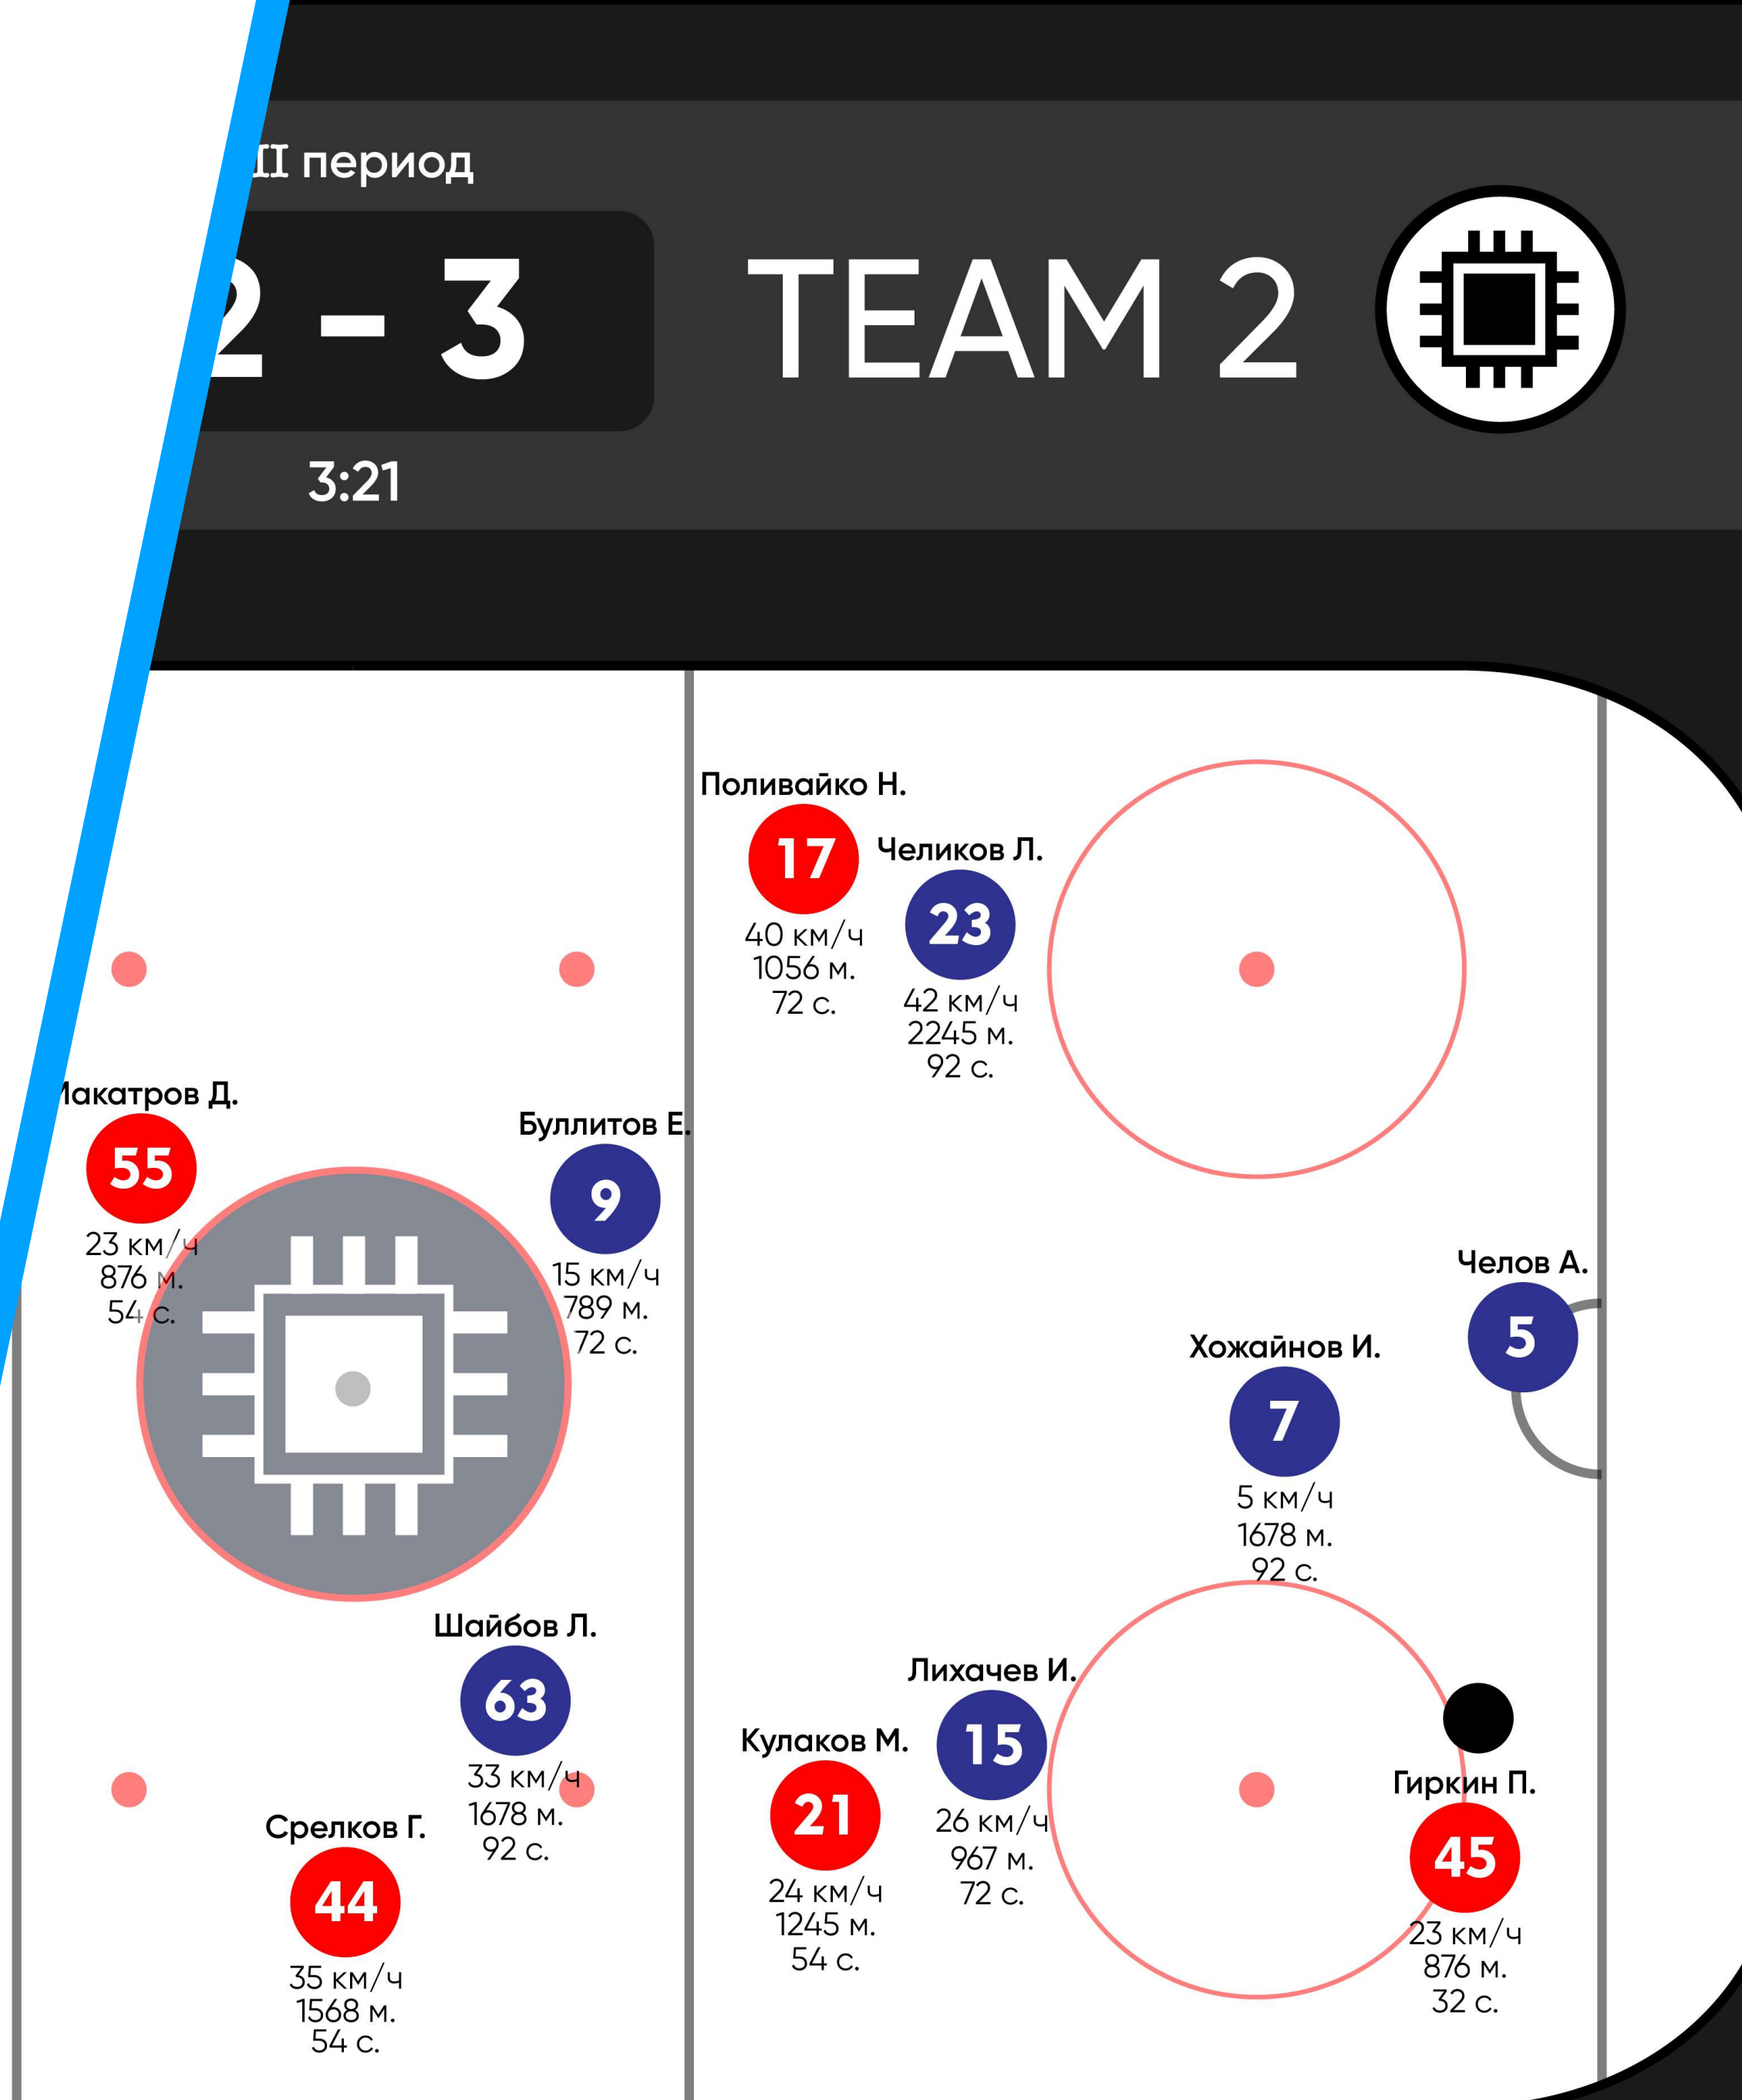 II период
2 – 3
TEAM 2
3:21
Поливайко Н.
17
40 км/ч
1056 м.
72 с.
Челиков Л.
23
42 км/ч
2245 м.
92 с.
акатров Д.
55
23 км/ч
876 м.
54 с.
Буллитов Е.
9
15 км/ч
789 м.
72 с.
Челов А.
5
Хожайнов И.
7
5 км/ч
1678 м.
92 с.
Шайбов Л.
63
33 км/ч
1678 м.
92 с.
Лихачев И.
15
26 км/ч
967 м.
72 с.
Кулаков М.
21
24 км/ч
1245 м.
54 с.
Гиркин П.
45
23 км/ч
876 м.
32 с.
Срелков Г.
44
35 км/ч
1568 м.
54 с.